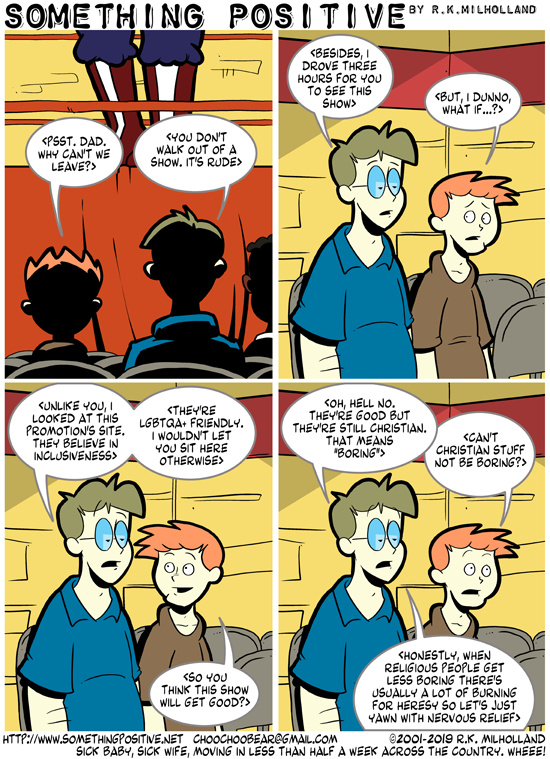 SOMETHING POSITIVE BY R.K.MILHOLLAND
<PSST. DAD.
WHY CAN'T WE
LEAVE?>
<YOU DON'T
WALK OUT OF A
SHOW. IT'S RUDE>
<BESIDES, I
DROVE THREE
HOURS FOR YOU
TO SEE THIS
SHOW>
<BUT, I DUNNO,
WHAT IF...?>
<UNLIKE YOU, I
LOOKED AT THIS
PROMOTION'S SITE.
THEY BELIEVE IN
INCLUSIVENESS>
<THEY'RE
LGBTQA+ FRIENDLY.
I WOULDN'T LET
YOU SIT HERE
OTHERWISE>
<SO YOU
THINK THIS SHOW
WILL GET GOOD?>
<OH, HELL NO.
THEY'RE GOOD BUT
THEY'RE STILL CHRISTIAN.
THAT MEANS
"BORING">
<CAN'T
CHRISTIAN STUFF
NOT BE BORING?>
<HONESTLY, WHEN
RELIGIOUS PEOPLE GET
LESS BORING THERE'S
USUALLY A LOT OF BURNING
FOR HERESY SO LET'S JUST
YAWN WITH NERVOUS RELIEF>
HTTP://WWW.SOMETHINGPOSITIVE.NET CHOOCHOOBEAR@GMAIL.COM ©2001-2019 R.K. MILHOLLAND
SICK BABY, SICK WIFE, MOVING IN LESS THAN HALF A WEEK ACROSS THE COUNTRY. WHEEE!